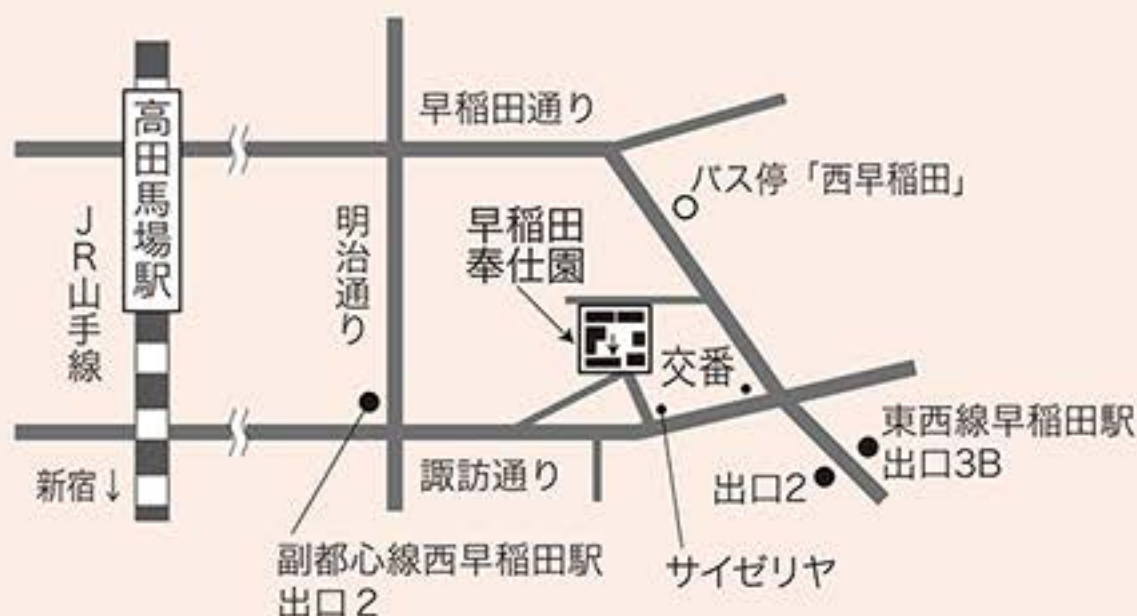 高田馬場駅
JR山手線
新宿↓
早稲田通り
明治通り
バス停「西早稲田」
早稲田
奉仕園
交番
諏訪通り
東西線早稲田駅
出口3B
出口2
サイゼリヤ
副都心線西早稲田駅
出口2